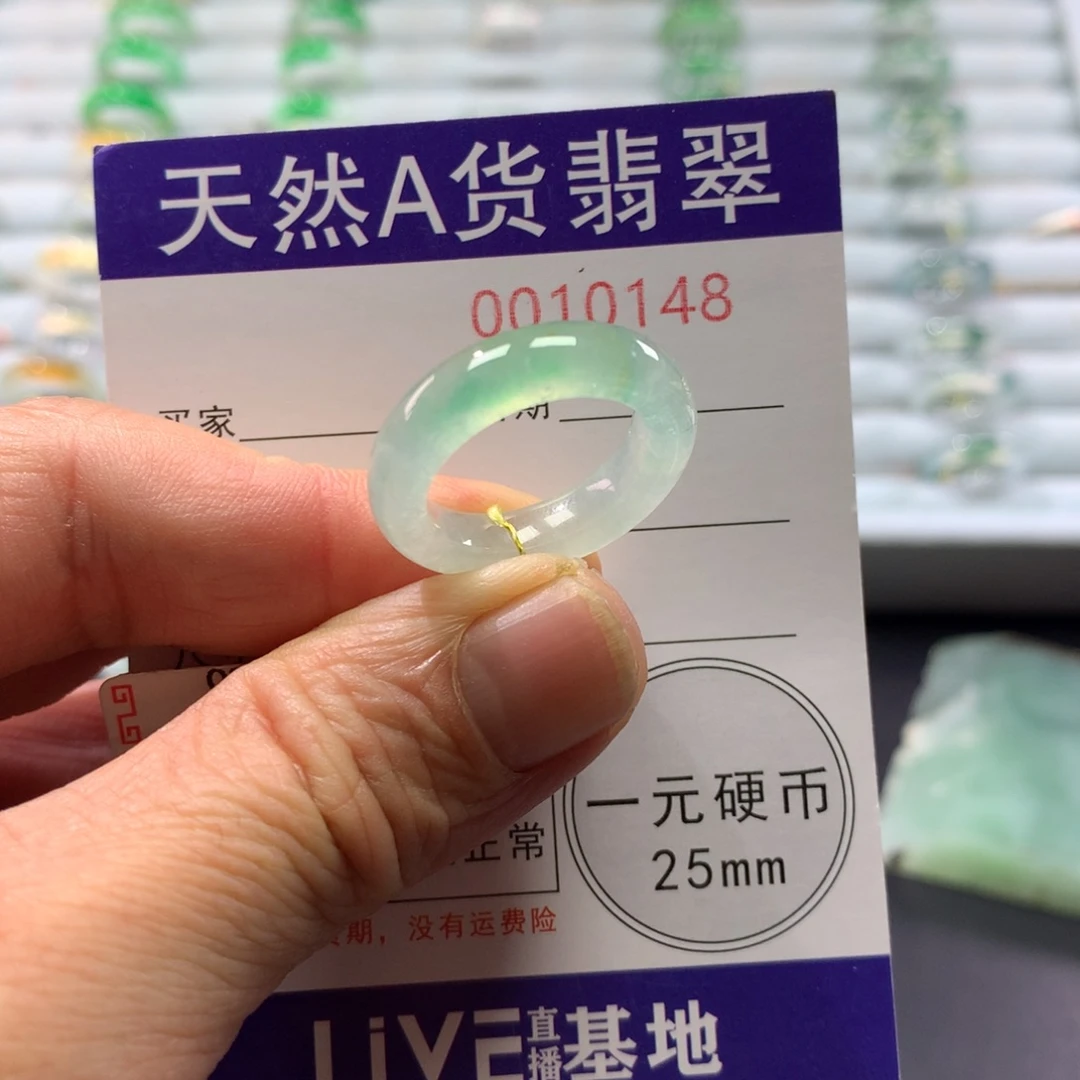 天然A货翡翠
0010148
买家 期
正常
一元硬币
25mm
期，没有运费险
LiVE直播基地